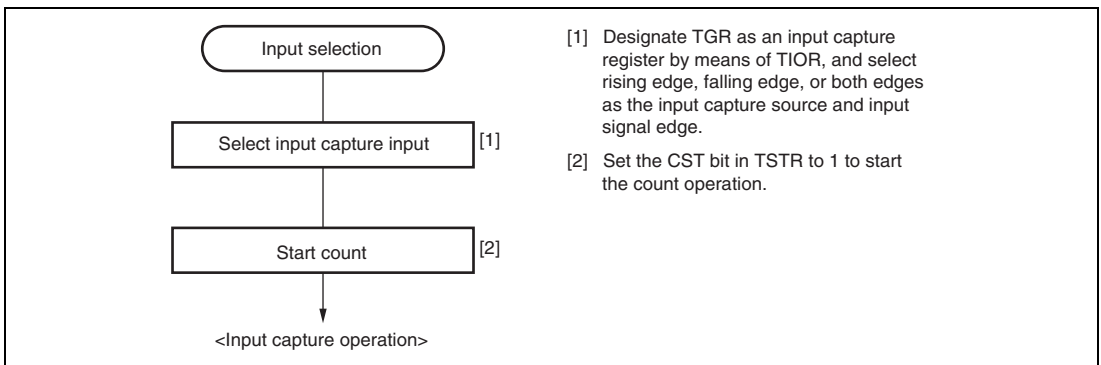 Input selection
Select input capture input
[1]
Start count
[2]
<Input capture operation>
[1] Designate TGR as an input capture
register by means of TIOR, and select
rising edge, falling edge, or both edges
as the input capture source and input
signal edge.
[2] Set the CST bit in TSTR to 1 to start
the count operation.